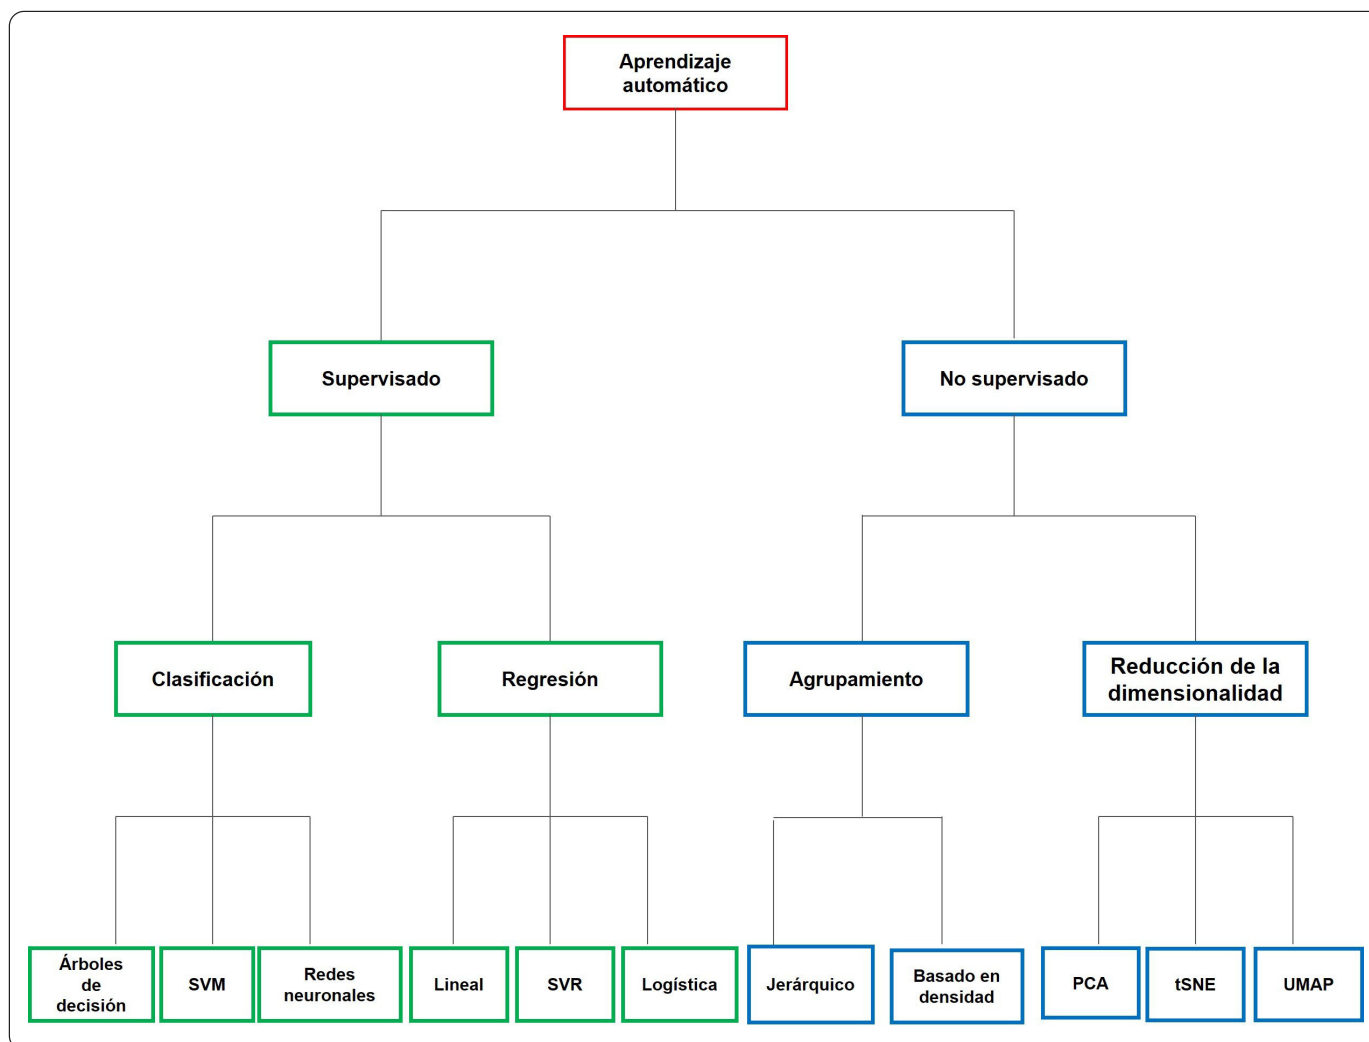 Aprendizaje
automático
Supervisado
No supervisado
Clasificación
Regresión
Agrupamiento
Reducción de la
dimensionalidad
Árboles
de
decisión
SVM
Redes
neuronales
Lineal
SVR
Logística
Jerárquico
Basado en
densidad
PCA
tSNE
UMAP